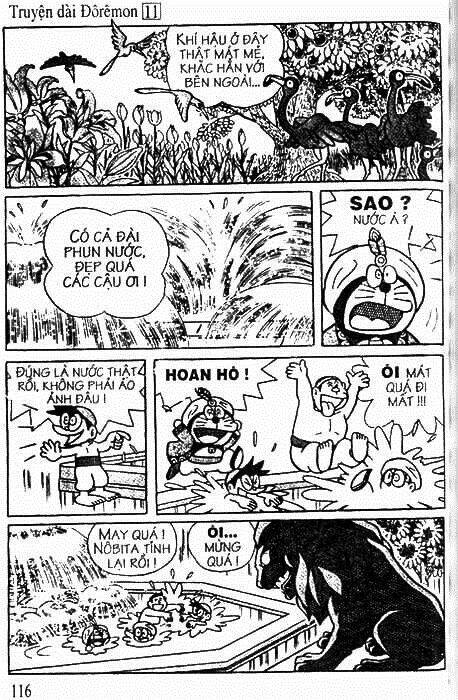 Truyện dài Đôrêmon 11
KHÍ HẬU Ở ĐÂY
THẬT MÁT MẺ,
KHÁC HẲN VỚI
BÊN NGOÀI...
CÓ CẢ ĐÀI
PHUN NƯỚC,
ĐẸP QUÁ
CÁC CẬU ƠI !
SAO ?
NƯỚC À ?
ĐÚNG LÀ NƯỚC THẬT
RỒI, KHÔNG PHẢI ẢO
ẢNH ĐÂU !
HOAN HÔ !
ÔI MÁT
QUÁ ĐI
MẤT !!!
MAY QUÁ !
NÔBITA TỈNH
LẠI RỒI !
ÔI...
MỪNG
QUÁ !
116